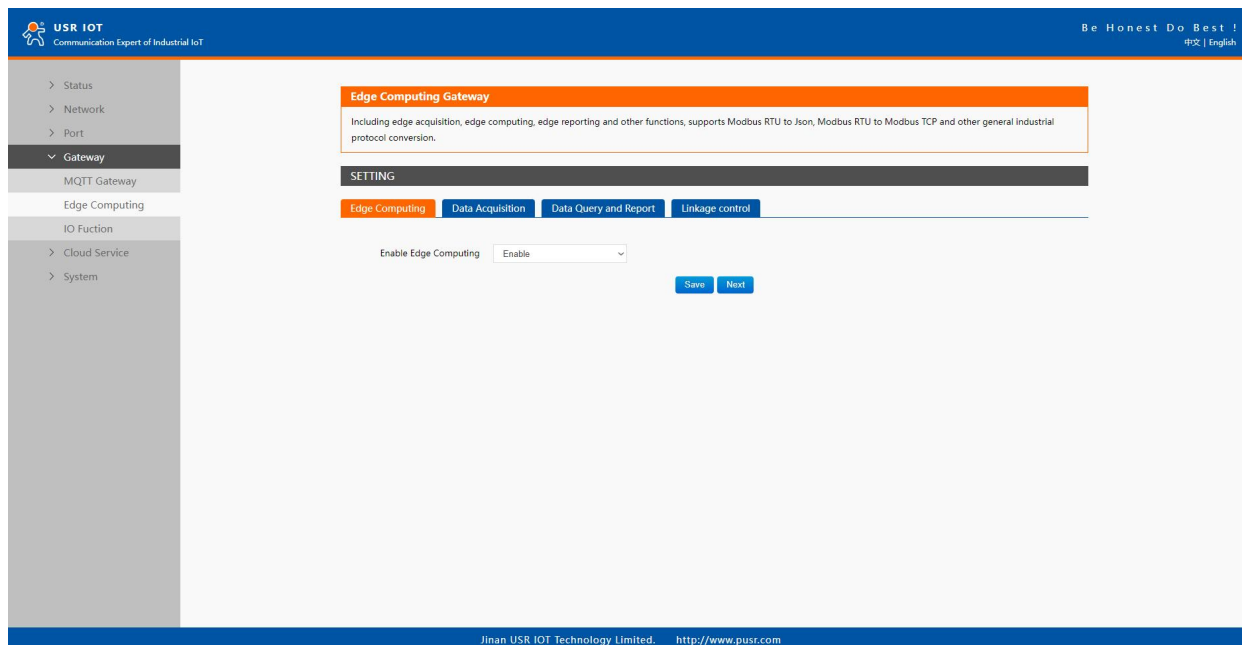 USR IOT
Communication Expert of Industrial IoT
Be Honest Do Best !
中文 | English
Status
Network
Port
Gateway
MQTT Gateway
Edge Computing
IO Fuction
Cloud Service
System
Edge Computing Gateway
Including edge acquisition, edge computing, edge reporting and other functions, supports Modbus RTU to Json, Modbus RTU to Modbus TCP and other general industrial
protocol conversion.
SETTING
Edge Computing Data Acquisition Data Query and Report Linkage control
Enable Edge Computing Enable
Save Next
Jinan USR IOT Technology Limited. http://www.pusr.com